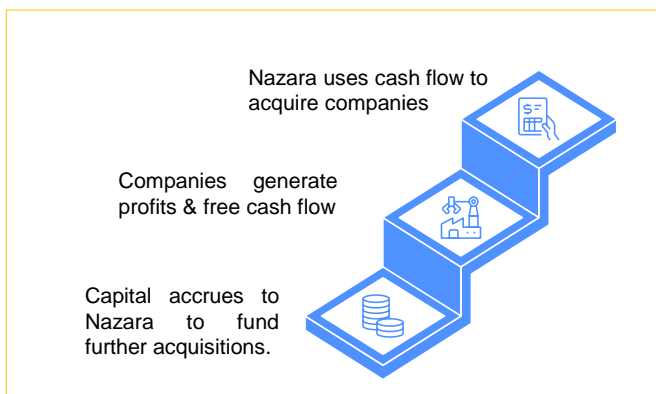 Nazara uses cash flow to
acquire companies
Companies generate
profits & free cash flow
Capital accrues to
Nazara to fund
further acquisitions.
$